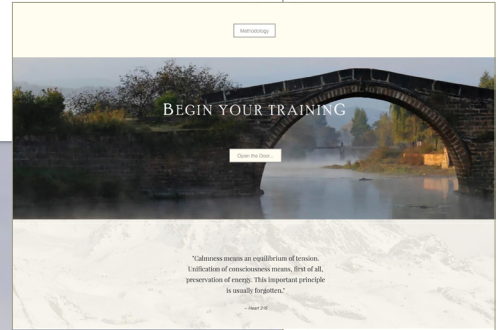 Methodology
BEGIN YOUR TRAINING
Open the Door...
"Calmness means an equilibrium of tension.
Unification of consciousness means, first of all,
preservation of energy. This important principle
is usually forgotten."